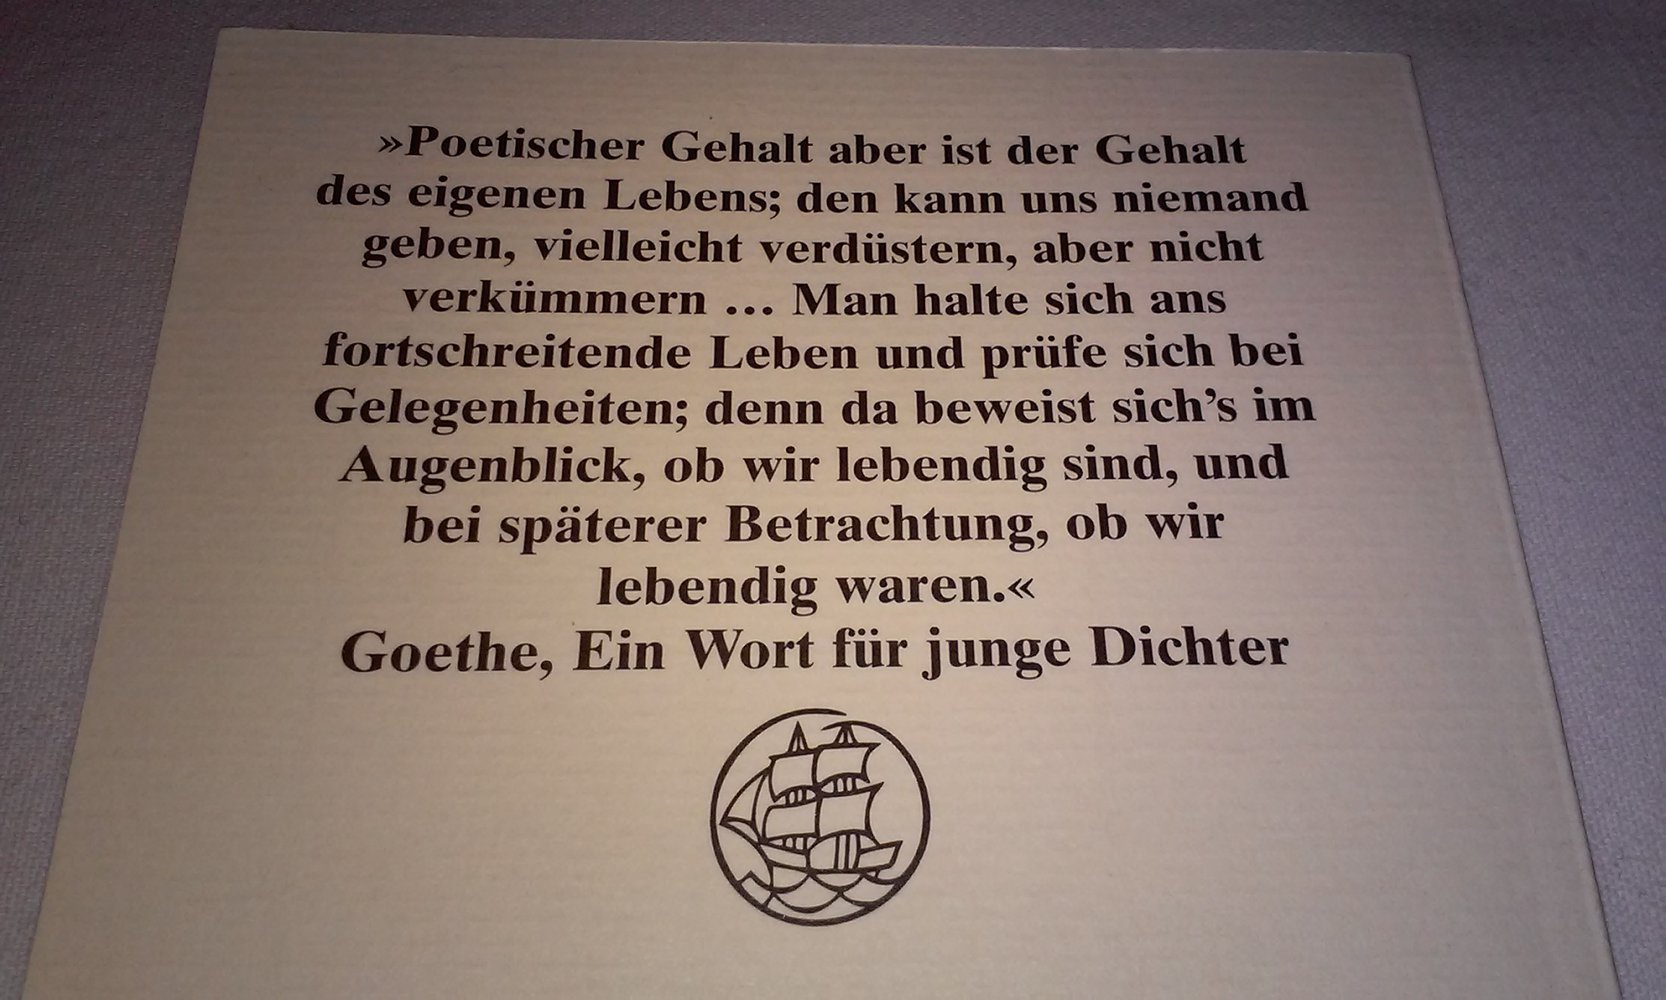 »Poetischer Gehalt aber ist der Gehalt
des eigenen Lebens; den kann uns niemand
geben, vielleicht verdüstern, aber nicht
verkümmern ... Man halte sich ans
fortschreitende Leben und prüfe sich bei
Gelegenheiten; denn da beweist sich’s im
Augenblick, ob wir lebendig sind, und
bei späterer Betrachtung, ob wir
lebendig waren.«
Goethe, Ein Wort für junge Dichter